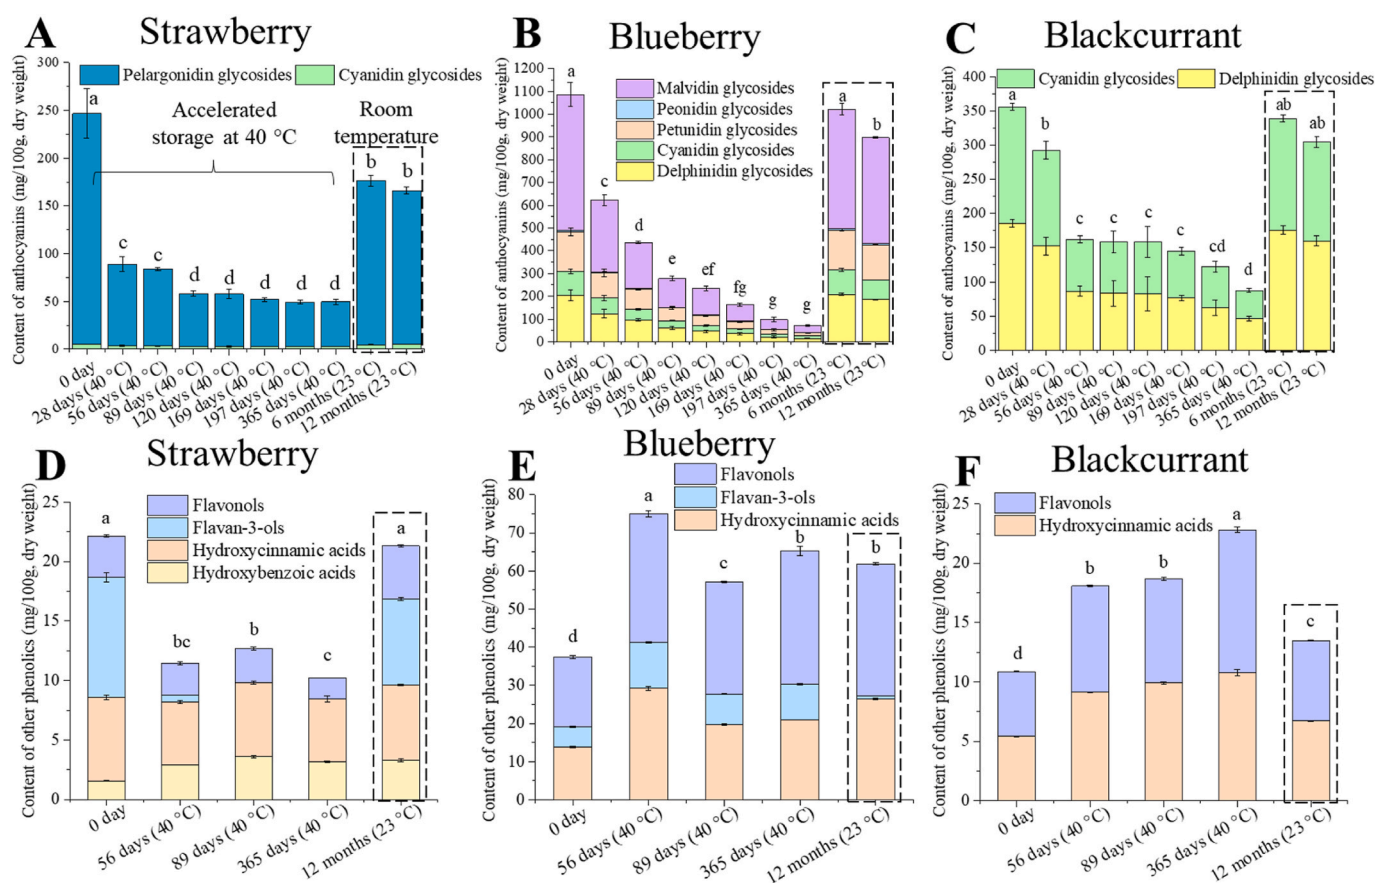 A
Strawberry
Content of anthocyanins (mg/100g, dry weight)
300
250
200
150
100
50
0
Pelargonidin glycosides
Cyanidin glycosides
Accelerated
storage at 40 °C
Room
temperature
a
c
c
d
d
d
d
d
b
b
0 day
28 days (40 °C)
56 days (40 °C)
89 days (40 °C)
120 days (40 °C)
169 days (40 °C)
197 days (40 °C)
365 days (40 °C)
6 months (23 °C)
12 months (23 °C)
B
Blueberry
Content of anthocyanins (mg/100g, dry weight)
1200
1100
1000
900
800
700
600
500
400
300
200
100
0
Malvidin glycosides
Peonidin glycosides
Petunidin glycosides
Cyanidin glycosides
Delphinidin glycosides
a
c
d
e
ef
fg
g
g
a
b
0 day
28 days (40 °C)
56 days (40 °C)
89 days (40 °C)
120 days (40 °C)
169 days (40 °C)
197 days (40 °C)
365 days (40 °C)
6 months (23 °C)
12 months (23 °C)
C
Blackcurrant
Content of anthocyanins (mg/100g, dry weight)
400
350
300
250
200
150
100
50
0
Cyanidin glycosides
Delphinidin glycosides
a
b
c
c
c
c
cd
d
ab
ab
0 day
28 days (40 °C)
56 days (40 °C)
89 days (40 °C)
120 days (40 °C)
169 days (40 °C)
197 days (40 °C)
365 days (40 °C)
6 months (23 °C)
12 months (23 °C)
D
Strawberry
Content of other phenolics (mg/100g, dry weight)
25
20
15
10
5
0
Flavonols
Flavan-3-ols
Hydroxycinnamic acids
Hydroxybenzoic acids
a
bc
b
c
a
0 day
56 days (40 °C)
89 days (40 °C)
365 days (40 °C)
12 months (23 °C)
E
Blueberry
Content of other phenolics (mg/100g, dry weight)
80
70
60
50
40
30
20
10
0
Flavonols
Flavan-3-ols
Hydroxycinnamic acids
d
a
c
b
b
0 day
56 days (40 °C)
89 days (40 °C)
365 days (40 °C)
12 months (23 °C)
F
Blackcurrant
Content of other phenolics (mg/100g, dry weight)
25
20
15
10
5
0
Flavonols
Hydroxycinnamic acids
d
b
b
a
c
0 day
56 days (40 °C)
89 days (40 °C)
365 days (40 °C)
12 months (23 °C)